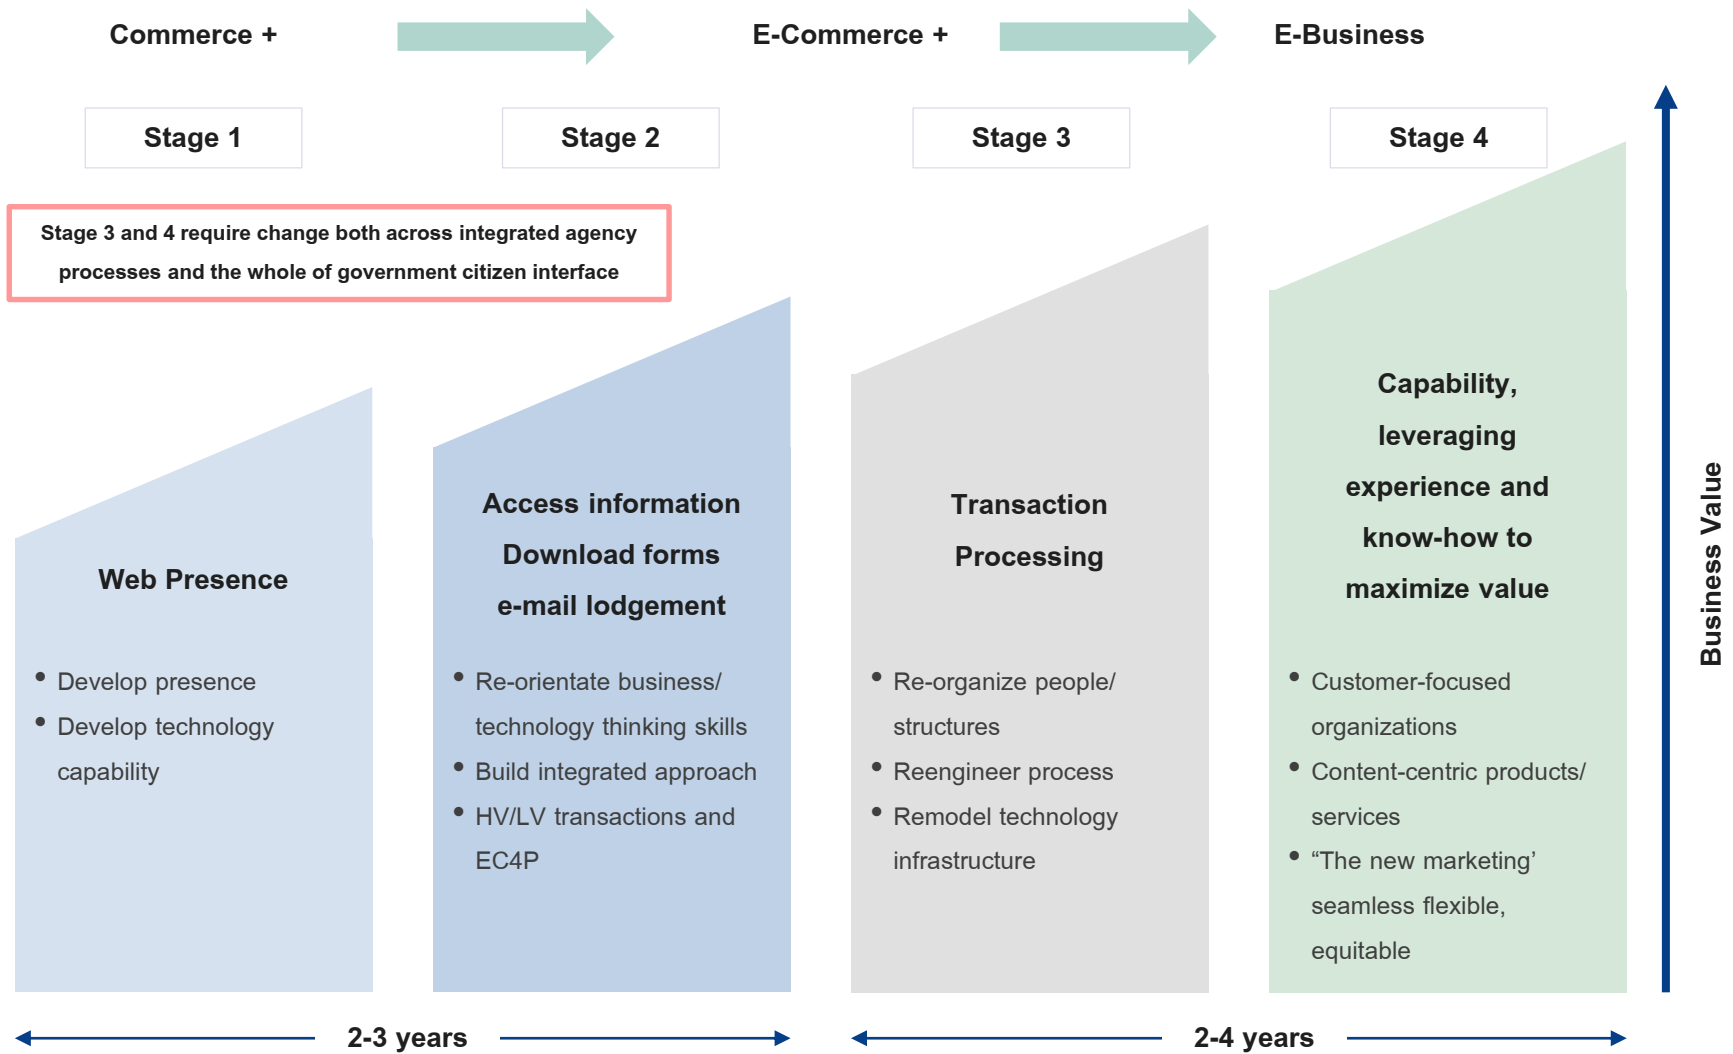 Commerce +
E-Commerce +
E-Business
Stage 1
Stage 2
Stage 3
Stage 4
Stage 3 and 4 require change both across integrated agency
processes and the whole of government citizen interface
Web Presence
• Develop presence
• Develop technology
capability
Access information
Download forms
e-mail lodgement
• Re-orientate business/
technology thinking skills
• Build integrated approach
• HV/LV transactions and
EC4P
Transaction
Processing
• Re-organize people/
structures
• Reengineer process
• Remodel technology
infrastructure
Capability,
leveraging
experience and
know-how to
maximize value
• Customer-focused
organizations
• Content-centric products/
services
• “The new marketing’
seamless flexible,
equitable
Business Value
2-3 years
2-4 years